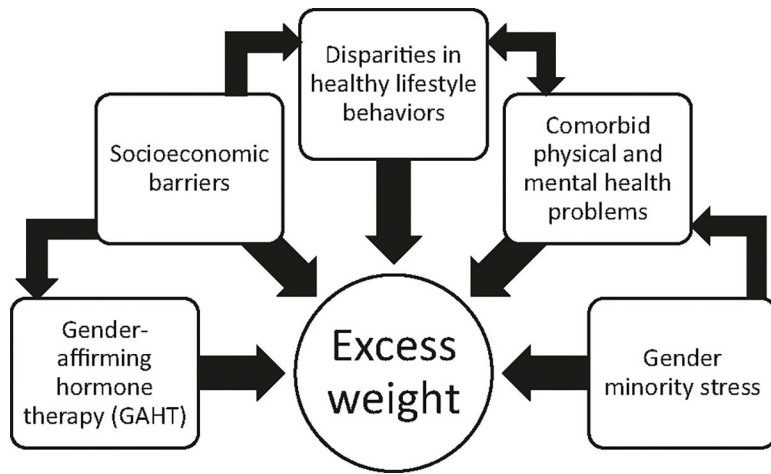 Disparities in
healthy lifestyle
behaviors
Socioeconomic
barriers
Comorbid
physical and
mental health
problems
Gender-
affirming
hormone
therapy (GAHT)
Excess
weight
Gender
minority stress